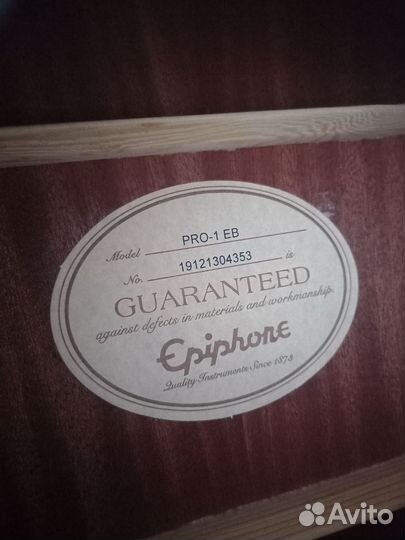 Model PRO-1 EB
No. 19121304353 is
GUARANTEED
against defects in materials and workmanship.
Epiphone
Quality Instruments Since 1873
Avito